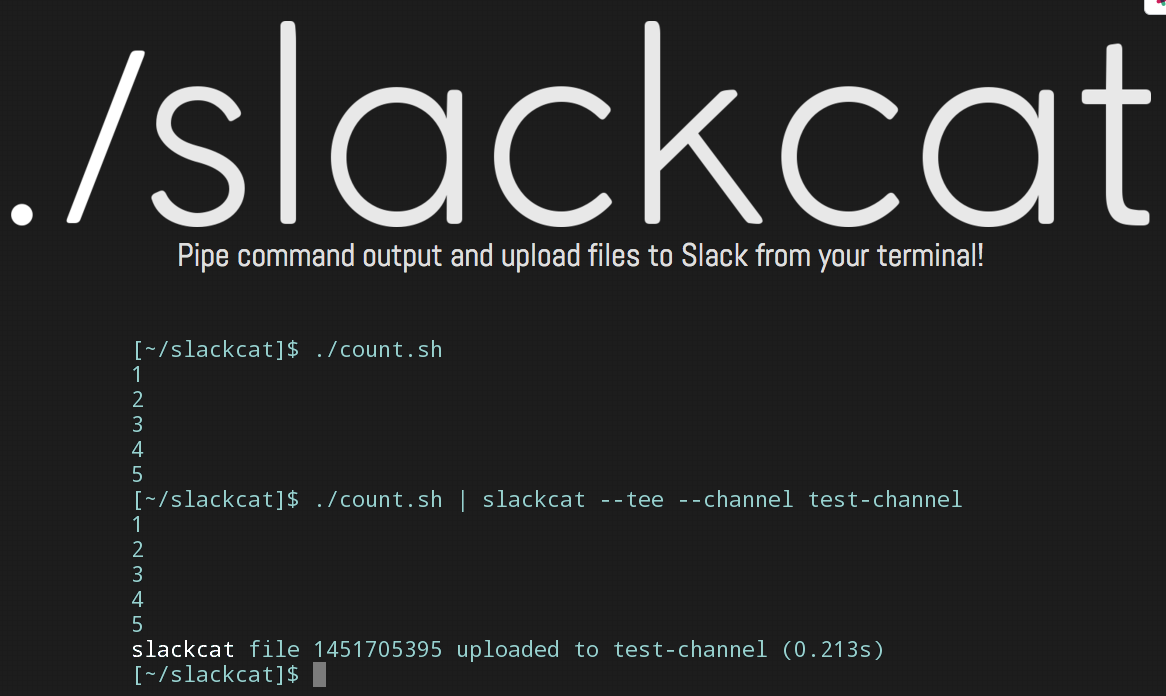 ./slackcat
Pipe command output and upload files to Slack from your terminal!
[~/slackcat]$ ./count.sh
1
2
3
4
5
[~/slackcat]$ ./count.sh | slackcat --tee --channel test-channel
1
2
3
4
5
slackcat file 1451705395 uploaded to test-channel (0.213s)
[~/slackcat]$